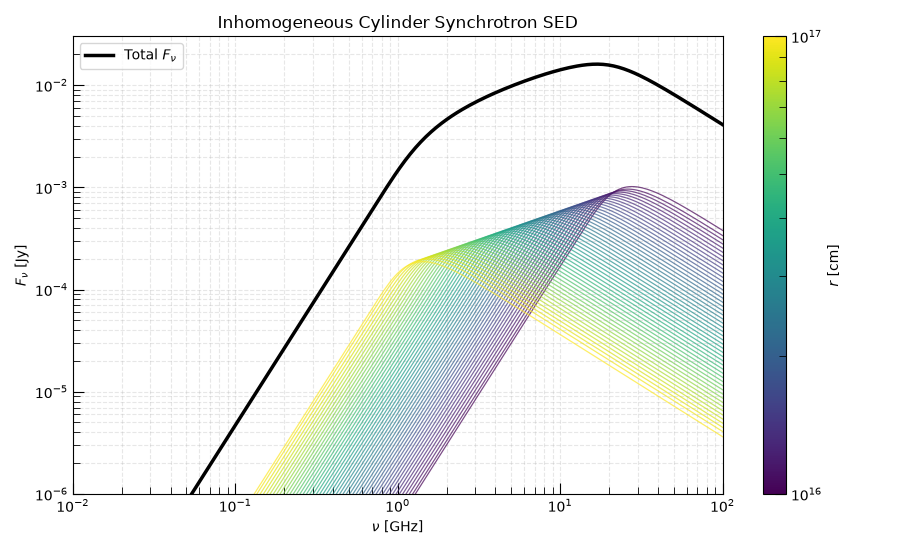 Inhomogeneous Cylinder Synchrotron SED
Total $F_\nu$
$F_\nu$ [Jy]
$10^{-2}$
$10^{-3}$
$10^{-4}$
$10^{-5}$
$10^{-6}$
$10^{-2}$ $10^{-1}$ $10^{0}$ $10^{1}$ $10^{2}$
$\nu$ [GHz]
$10^{17}$
$10^{16}$
$r$ [cm]